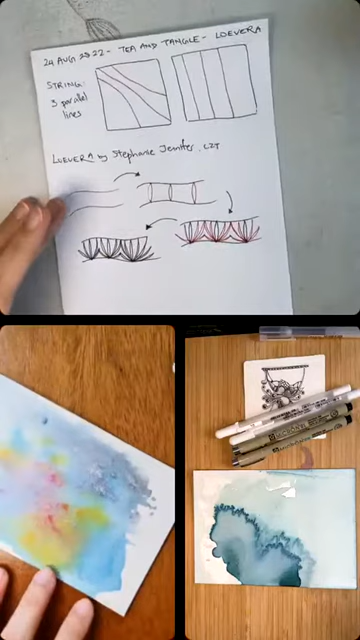 24 AUG 2022 - TEA AND TANGLE - LOEVERA
STRING:
3 parallel
lines
LOEVERA by Stephanie Jennifer, CZT